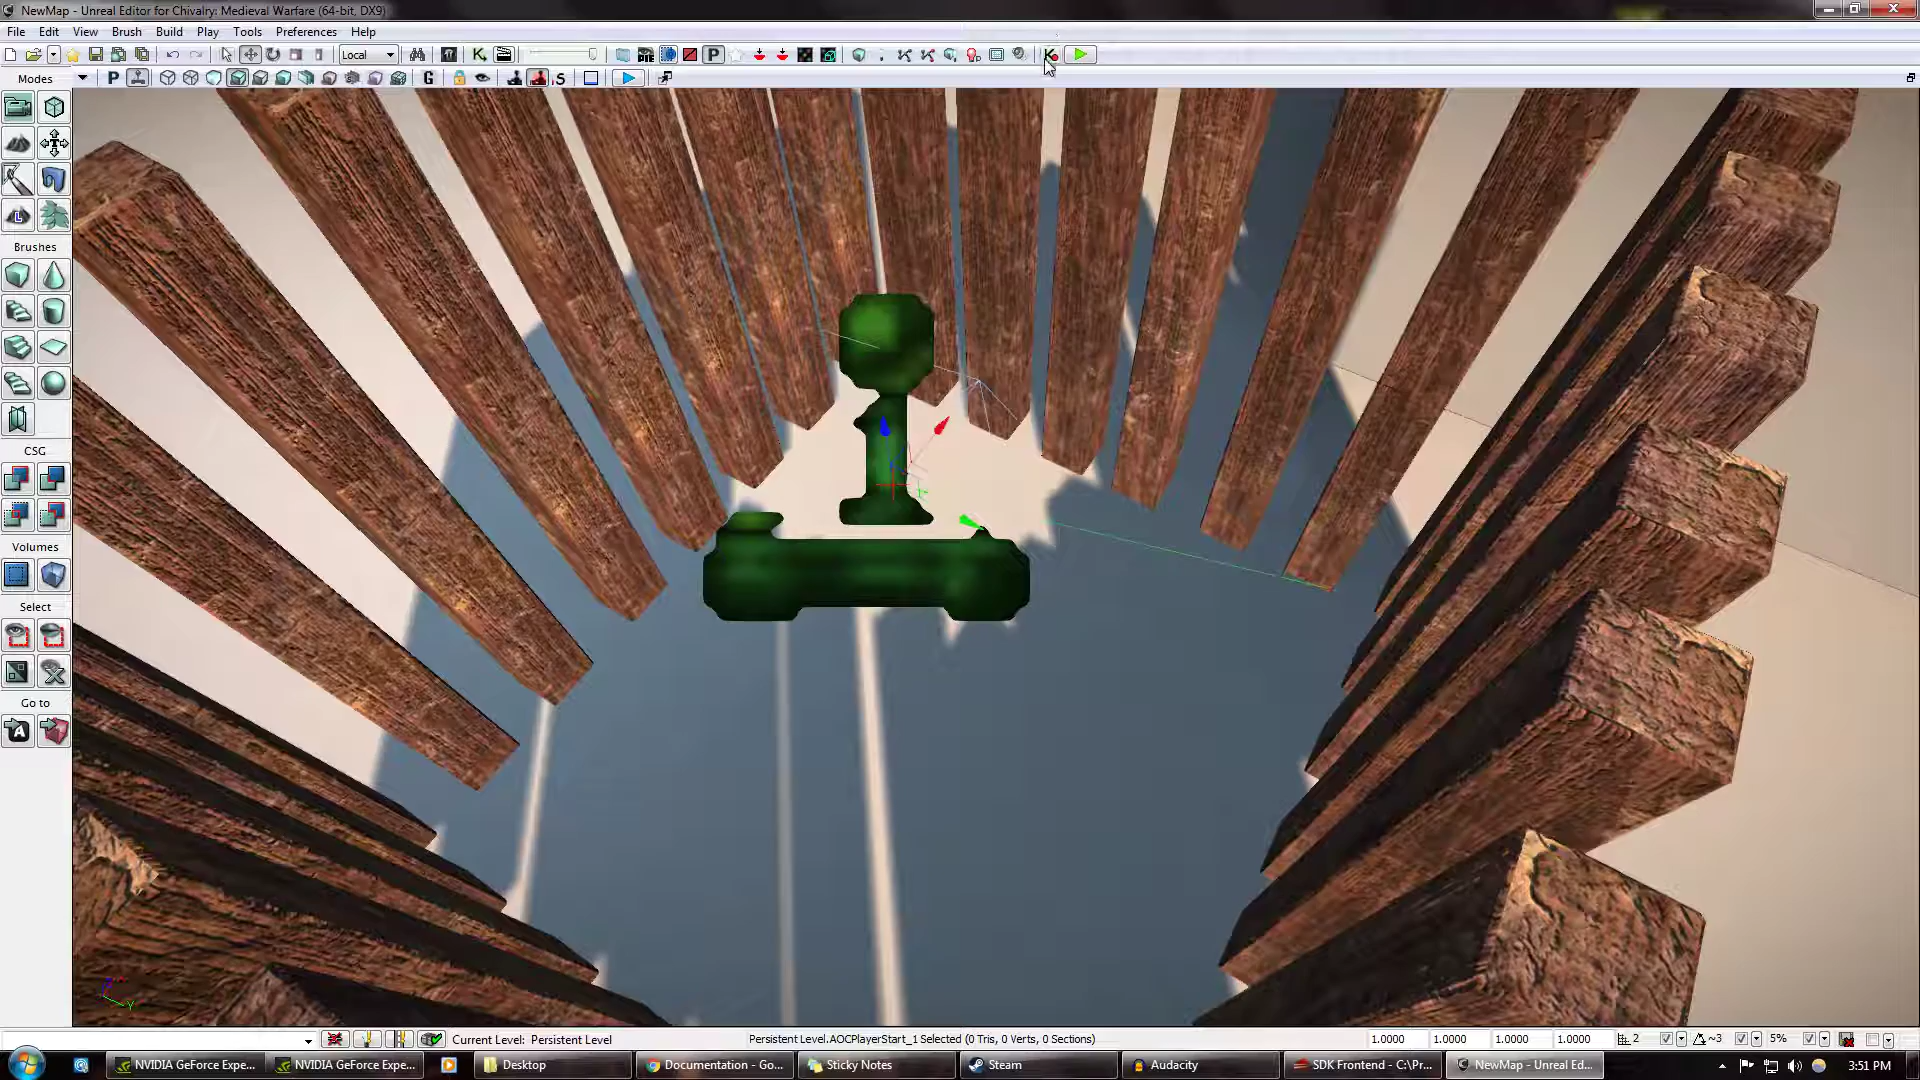 NewMap - Unreal Editor for Chivalry: Medieval Warfare (64-bit, DX9)
File Edit View Brush Build Play Tools Preferences Help
Local
Modes
Brushes
CSG
Volumes
Select
Go to
Current Level: Persistent Level
Persistent Level.AOCPlayerStart_1 Selected (0 Tris, 0 Verts, 0 Sections)
1.0000 1.0000 1.0000 1.0000 2 ~3 5%
NVIDIA GeForce Expe... NVIDIA GeForce Expe... Desktop Documentation - Go... Sticky Notes Steam Audacity SDK Frontend - C:\Pr... NewMap - Unreal Ed... 3:51 PM